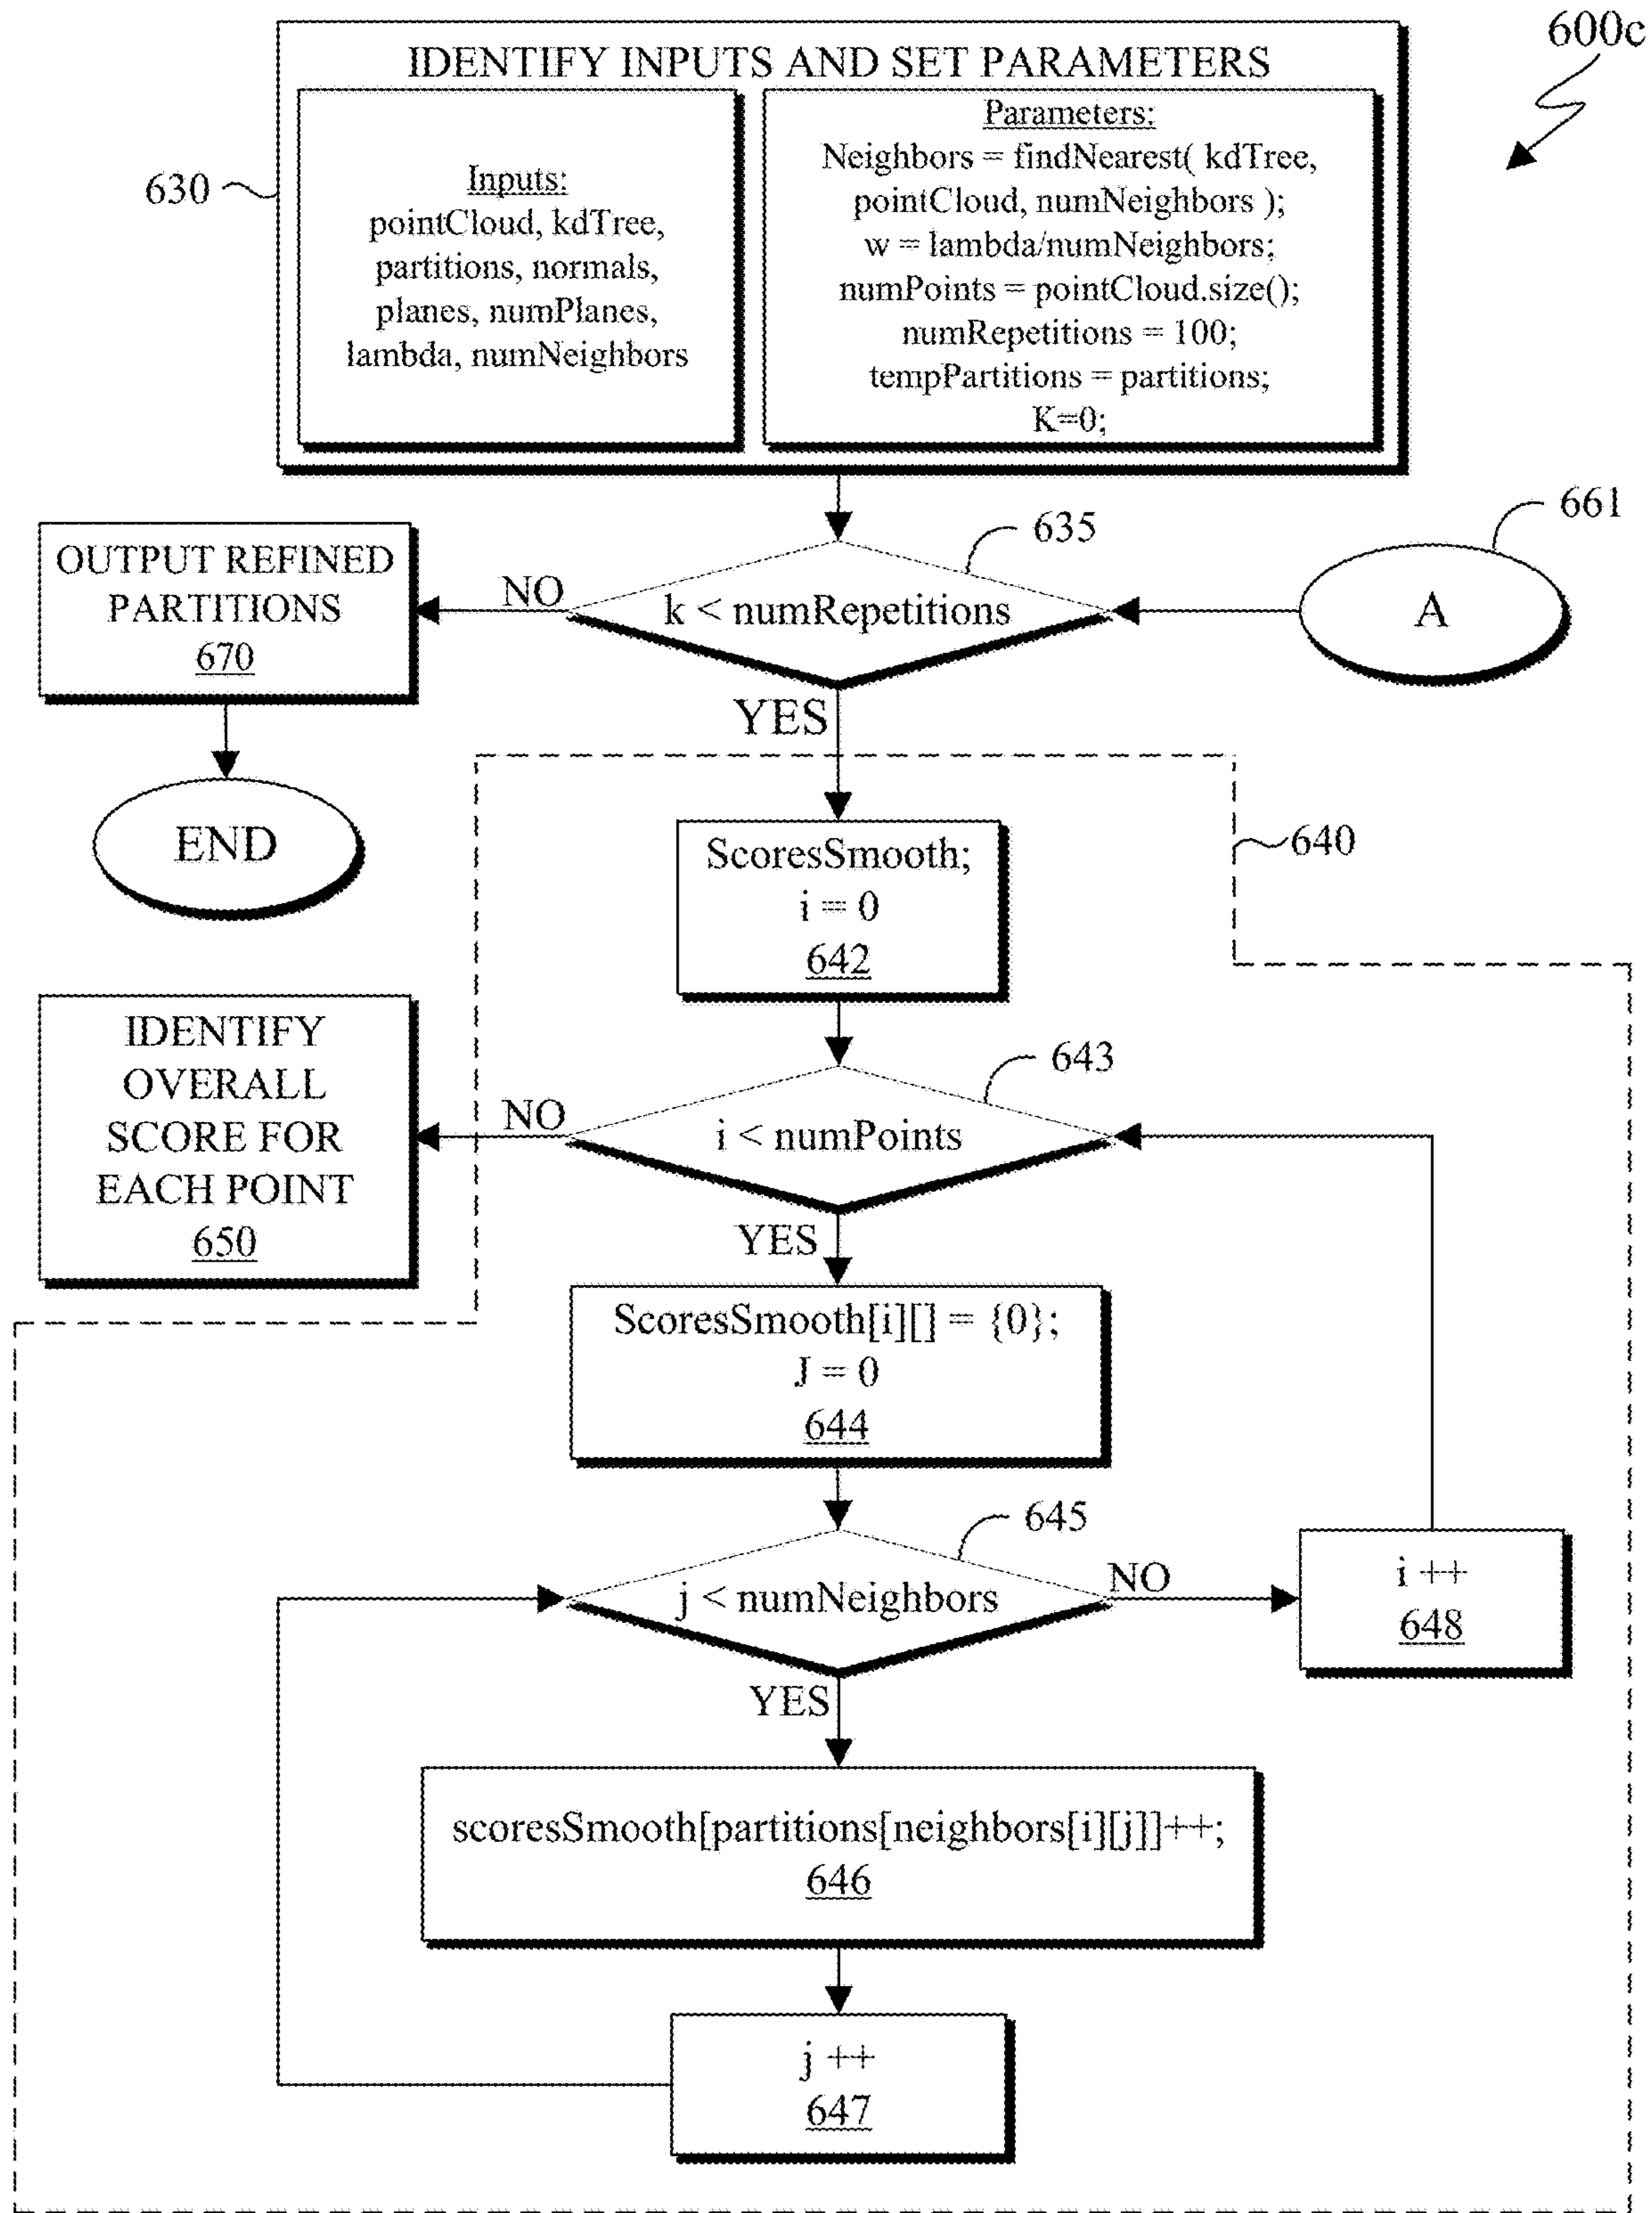 600c
IDENTIFY INPUTS AND SET PARAMETERS
630
Inputs:
pointCloud, kdTree,
partitions, normals,
planes, numPlanes,
lambda, numNeighbors
Parameters:
Neighbors = findNearest( kdTree,
pointCloud, numNeighbors );
w = lambda/numNeighbors;
numPoints = pointCloud.size();
numRepetitions = 100;
tempPartitions = partitions;
K=0;
OUTPUT REFINED
PARTITIONS
670
NO
635
k < numRepetitions
661
A
YES
END
640
ScoresSmooth;
i = 0
642
IDENTIFY
OVERALL
SCORE FOR
EACH POINT
650
NO
643
i < numPoints
YES
ScoresSmooth[i][] = {0};
J = 0
644
645
j < numNeighbors
NO
i ++
648
YES
scoresSmooth[partitions[neighbors[i][j]]++;
646
j ++
647